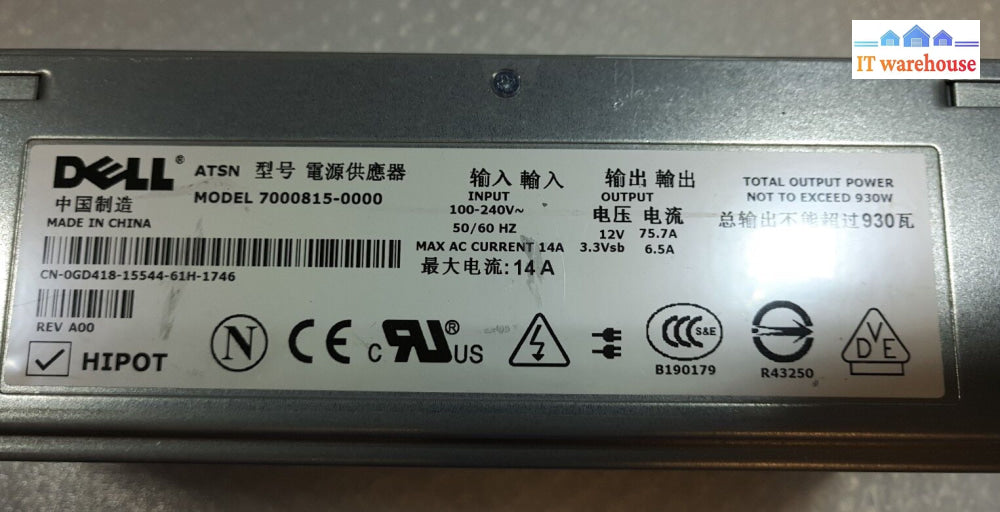 IT warehouse
DELL®
ATSN 型号 電源供應器
MODEL 7000815-0000
中国制造
MADE IN CHINA
CN-0GD418-15544-61H-1746
REV A00
HIPOT
输入 輸入
INPUT
100-240V~
50/60 HZ
MAX AC CURRENT 14A
最大电流:14A
输出 輸出
OUTPUT
电压 电流
12V 75.7A
3.3Vsb 6.5A
TOTAL OUTPUT POWER
NOT TO EXCEED 930W
总输出不能超过930瓦
N
CE
c RU® US
CCC S&E
B190179
R43250
VDE